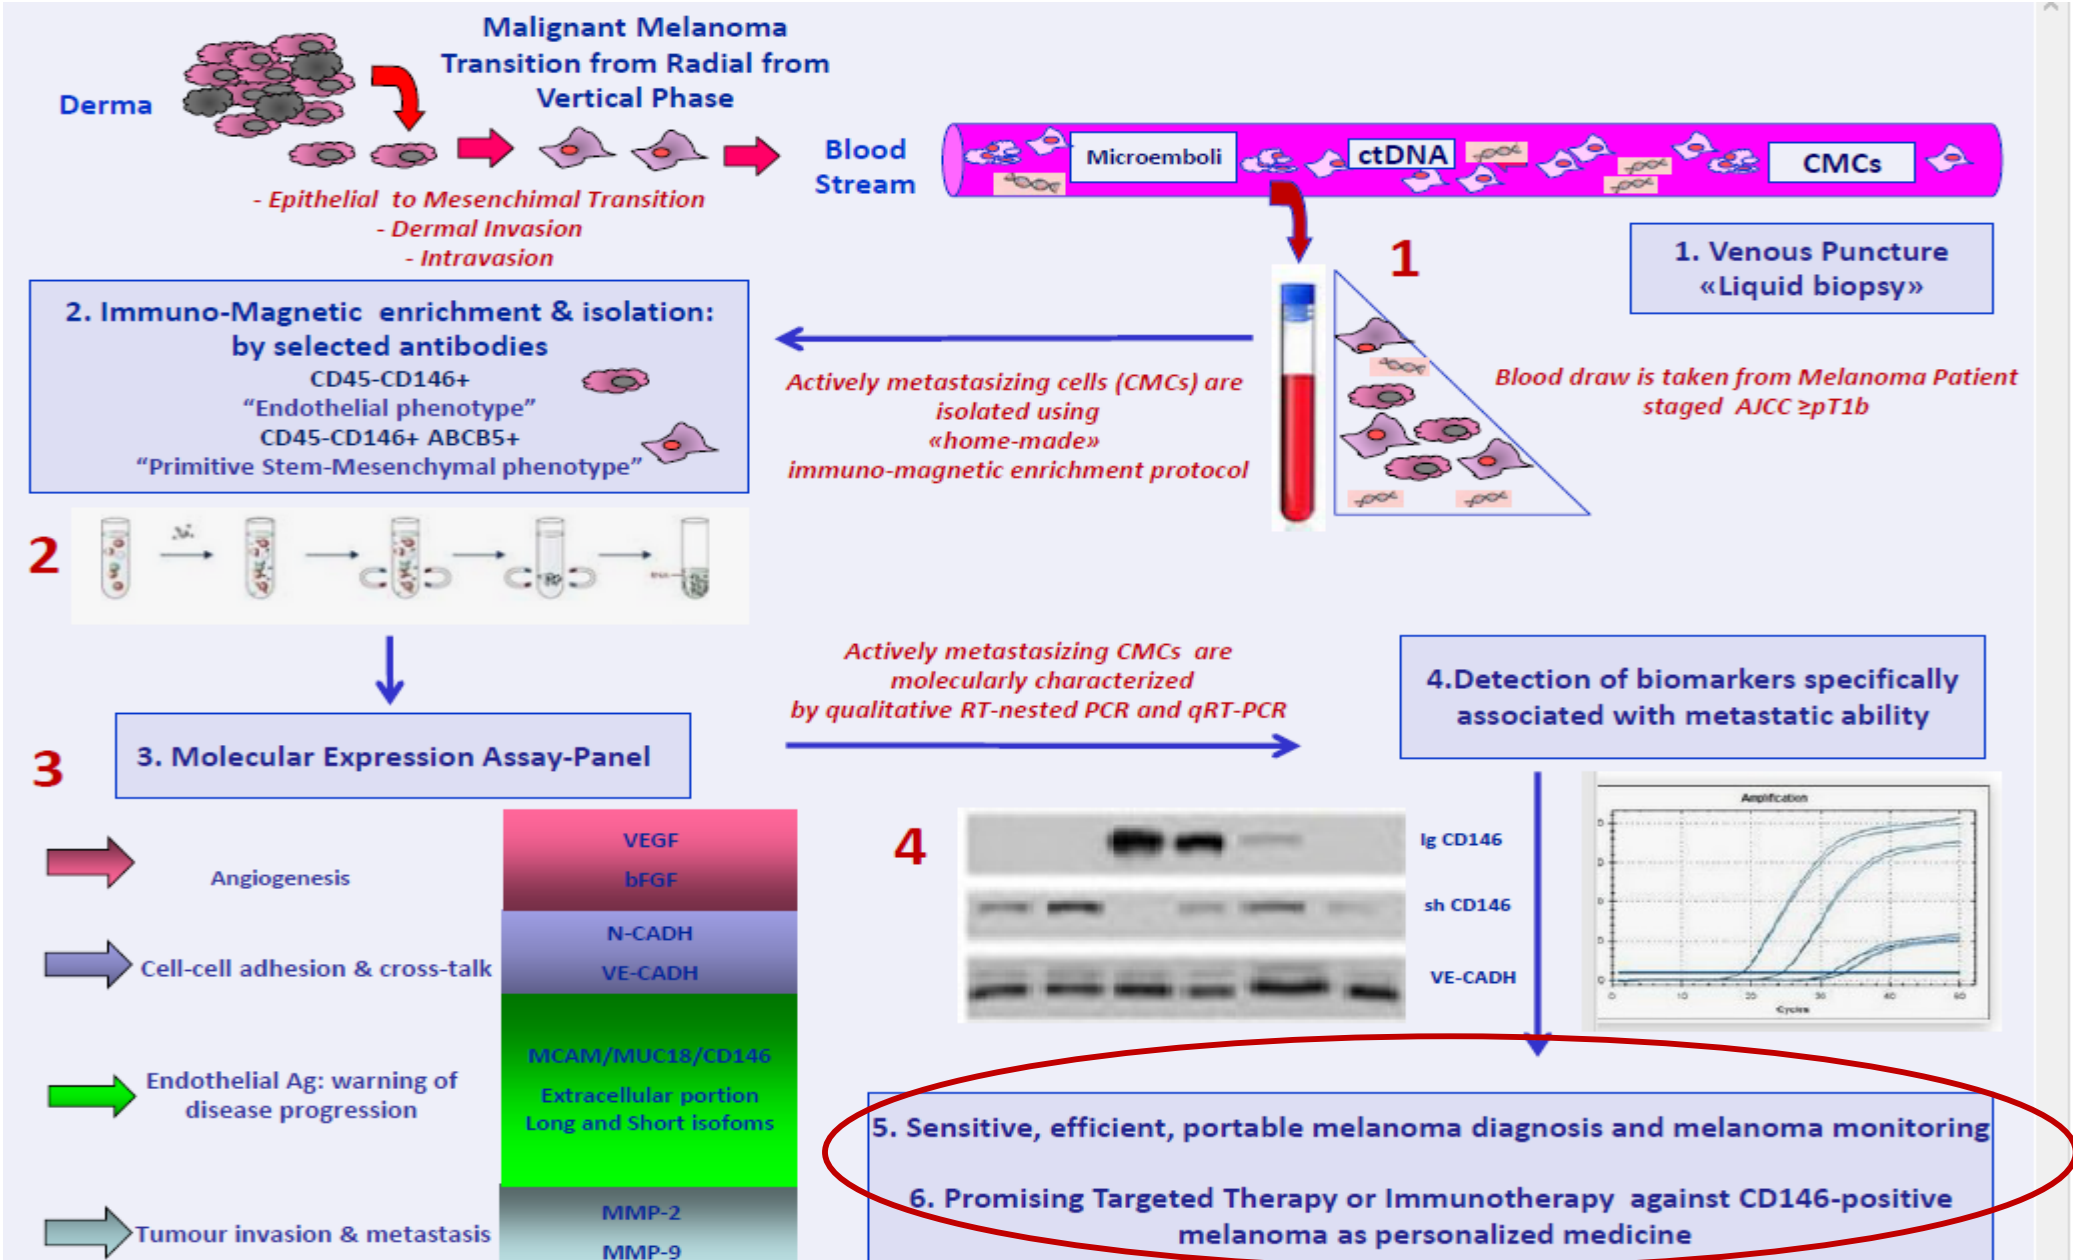 Malignant Melanoma
Transition from Radial from
Vertical Phase
Derma
- Epithelial to Mesenchimal Transition
- Dermal Invasion
- Intravasion
Blood
Stream
Microemboli
ctDNA
CMCs
1
1. Venous Puncture
«Liquid biopsy»
Blood draw is taken from Melanoma Patient
staged AJCC ≥pT1b
2. Immuno-Magnetic enrichment & isolation:
by selected antibodies
CD45-CD146+
“Endothelial phenotype”
CD45-CD146+ ABCB5+
“Primitive Stem-Mesenchymal phenotype”
Actively metastasizing cells (CMCs) are
isolated using
«home-made»
immuno-magnetic enrichment protocol
2
3
3. Molecular Expression Assay-Panel
Actively metastasizing CMCs are
molecularly characterized
by qualitative RT-nested PCR and qRT-PCR
4.Detection of biomarkers specifically
associated with metastatic ability
Angiogenesis
VEGF
bFGF
Cell-cell adhesion & cross-talk
N-CADH
VE-CADH
Endothelial Ag: warning of
disease progression
MCAM/MUC18/CD146
Extracellular portion
Long and Short isofoms
Tumour invasion & metastasis
MMP-2
MMP-9
4
lg CD146
sh CD146
VE-CADH
Amplification
0 10 20 30 40 50
Cycles
5. Sensitive, efficient, portable melanoma diagnosis and melanoma monitoring
6. Promising Targeted Therapy or Immunotherapy against CD146-positive
melanoma as personalized medicine